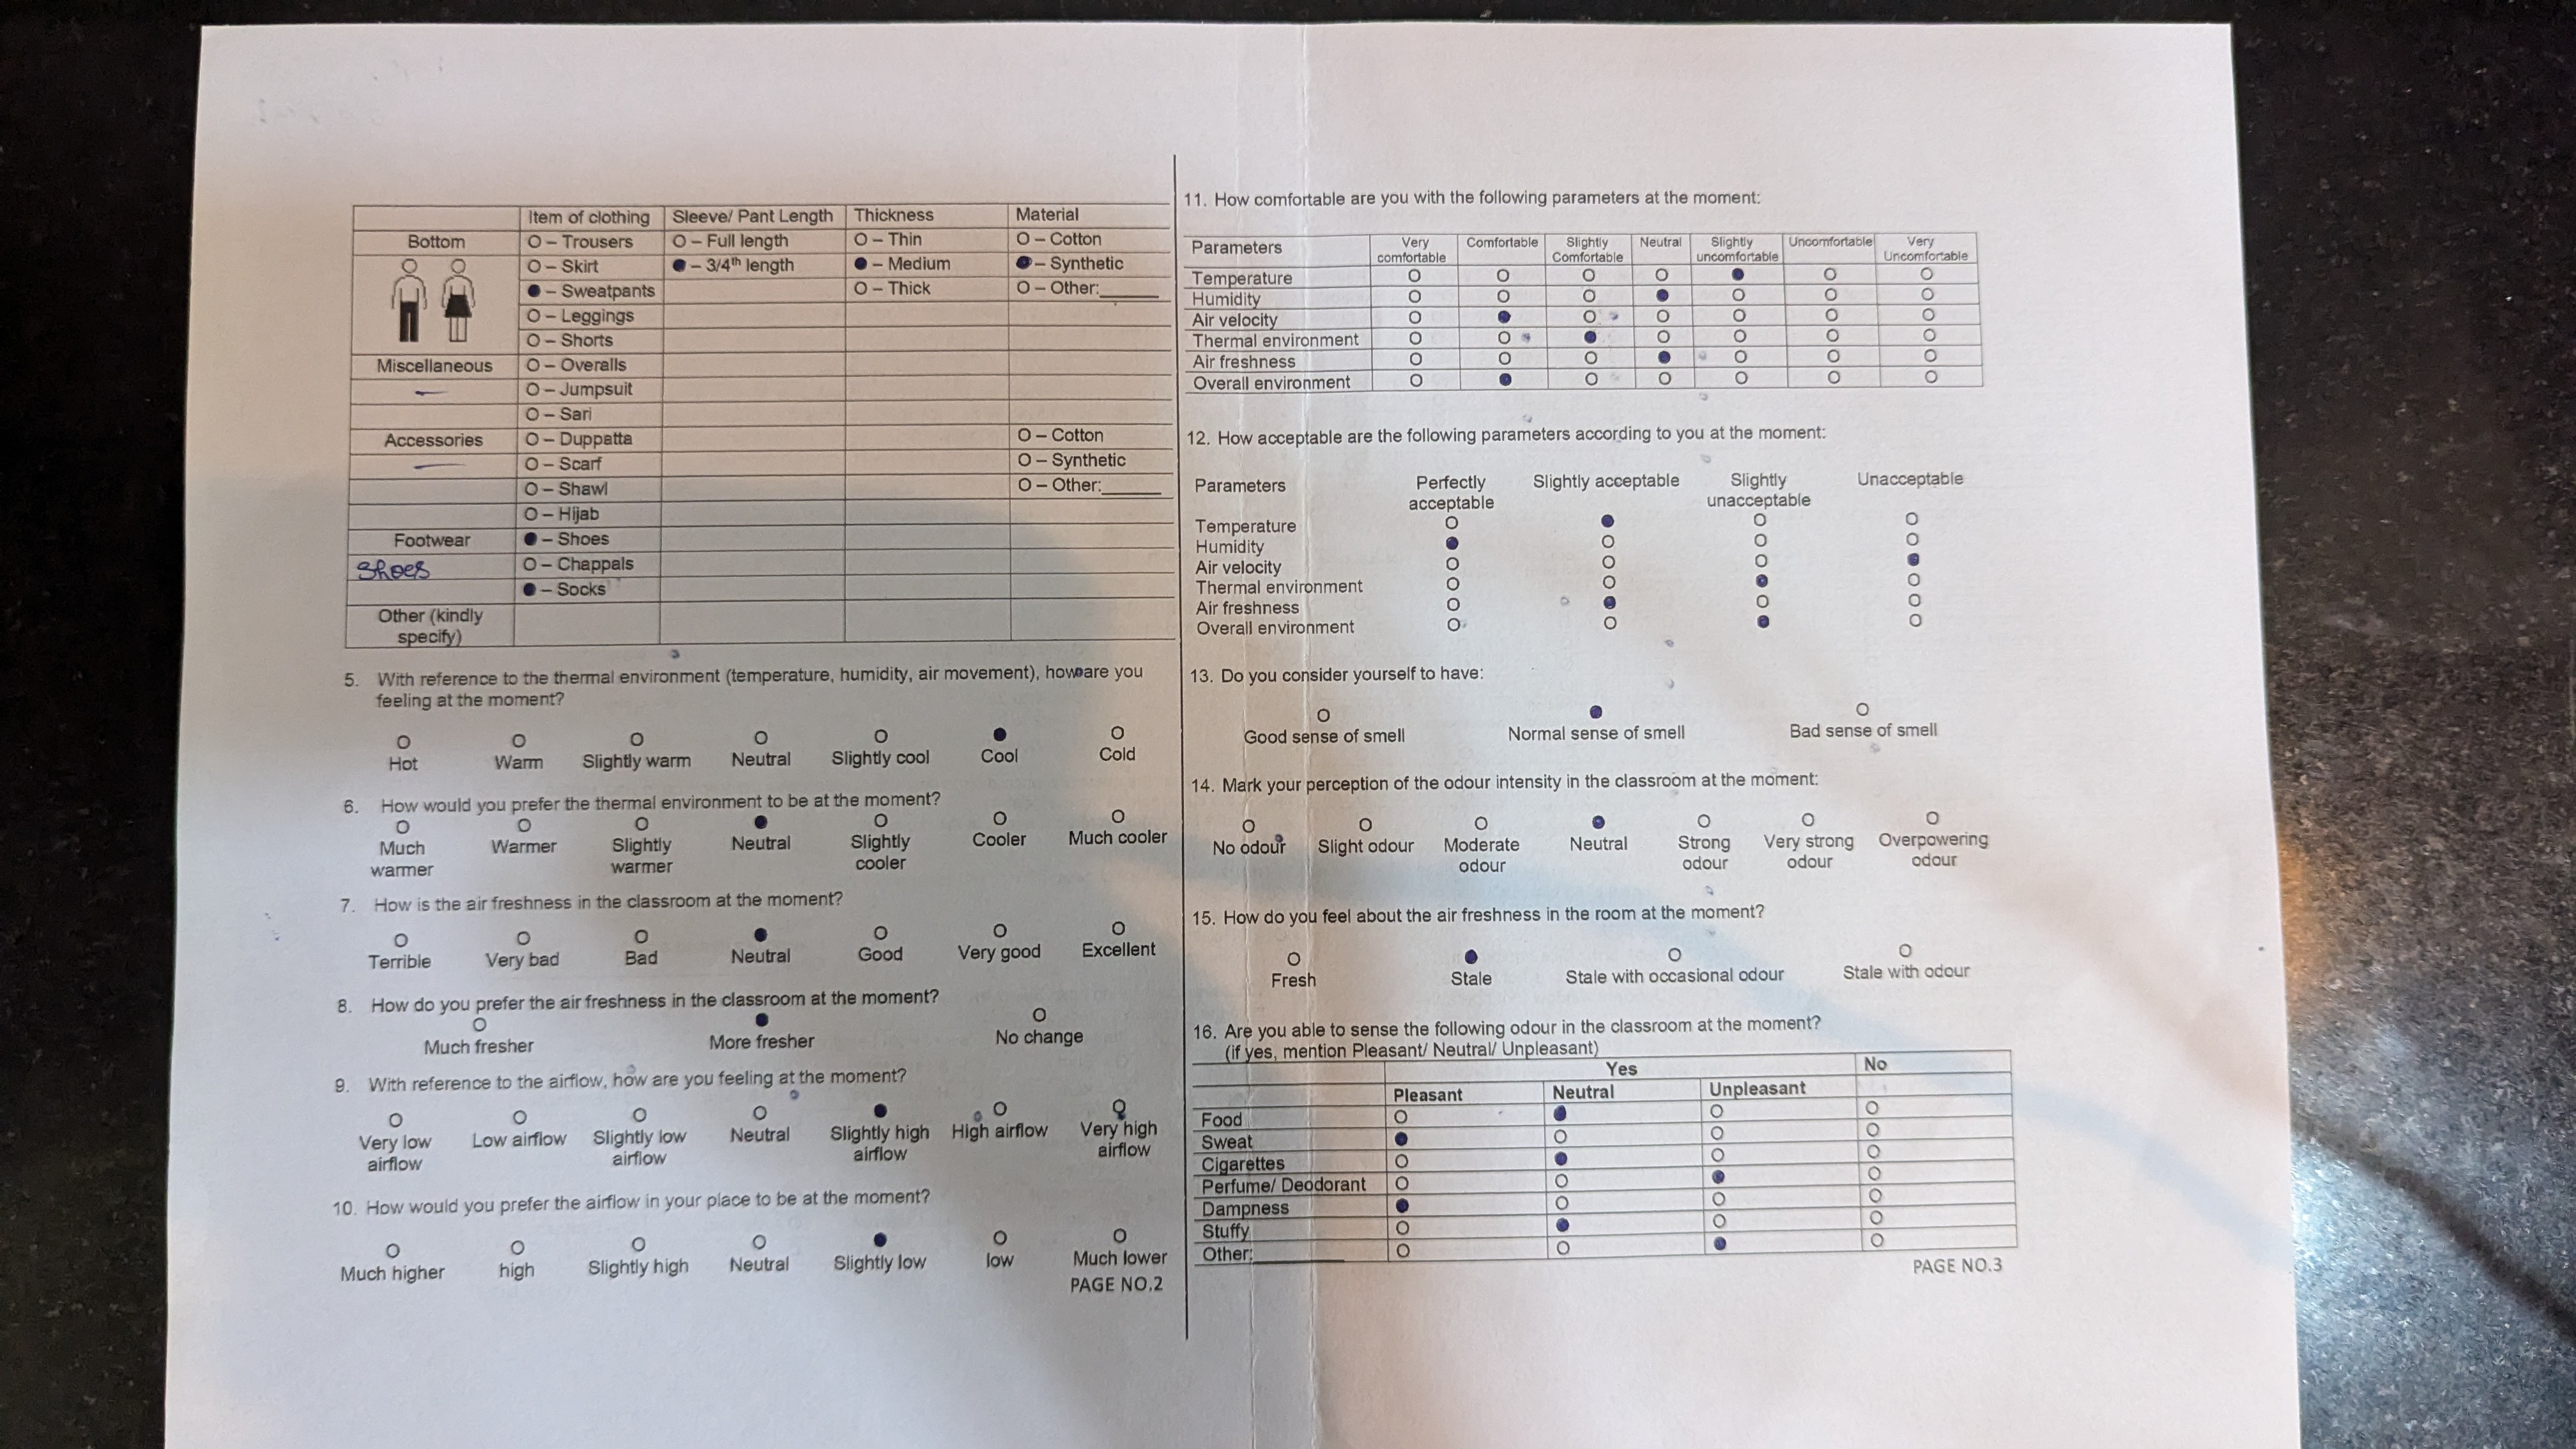 Item of clothing Sleeve/ Pant Length Thickness Material
Bottom O – Trousers O – Full length O – Thin O – Cotton
O – Skirt ● – 3/4th length ● – Medium ● – Synthetic
● – Sweatpants O – Thick O – Other:______
O – Leggings
O – Shorts
Miscellaneous O – Overalls
O – Jumpsuit
O – Sari
Accessories O – Duppatta O – Cotton
O – Scarf O – Synthetic
O – Shawl O – Other:______
O – Hijab
Footwear ● – Shoes
Shoes O – Chappals
● – Socks
Other (kindly
specify)
5. With reference to the thermal environment (temperature, humidity, air movement), how are you
feeling at the moment?
O O O O O ● O
Hot Warm Slightly warm Neutral Slightly cool Cool Cold
6. How would you prefer the thermal environment to be at the moment?
O O O ● O O O
Much Warmer Slightly Neutral Slightly Cooler Much cooler
warmer warmer cooler
7. How is the air freshness in the classroom at the moment?
O O O ● O O O
Terrible Very bad Bad Neutral Good Very good Excellent
8. How do you prefer the air freshness in the classroom at the moment?
O ● O
Much fresher More fresher No change
9. With reference to the airflow, how are you feeling at the moment?
O O O O ● O O
Very low Low airflow Slightly low Neutral Slightly high High airflow Very high
airflow airflow airflow airflow
10. How would you prefer the airflow in your place to be at the moment?
O O O O ● O O
Much higher high Slightly high Neutral Slightly low low Much lower
PAGE NO.2
11. How comfortable are you with the following parameters at the moment:
Parameters Very Comfortable Slightly Neutral Slightly Uncomfortable Very
comfortable Comfortable uncomfortable Uncomfortable
Temperature O O O O ● O O
Humidity O O O ● O O O
Air velocity O ● O O O O O
Thermal environment O O ● O O O O
Air freshness O O O ● O O O
Overall environment O ● O O O O O
12. How acceptable are the following parameters according to you at the moment:
Parameters Perfectly Slightly acceptable Slightly Unacceptable
acceptable unacceptable
Temperature O ● O O
Humidity ● O O O
Air velocity O O O ●
Thermal environment O O ● O
Air freshness O ● O O
Overall environment O O ● O
13. Do you consider yourself to have:
O ● O
Good sense of smell Normal sense of smell Bad sense of smell
14. Mark your perception of the odour intensity in the classroom at the moment:
O O O ● O O O
No odour Slight odour Moderate Neutral Strong Very strong Overpowering
odour odour odour odour
15. How do you feel about the air freshness in the room at the moment?
O ● O O
Fresh Stale Stale with occasional odour Stale with odour
16. Are you able to sense the following odour in the classroom at the moment?
(if yes, mention Pleasant/ Neutral/ Unpleasant)
Yes No
Pleasant Neutral Unpleasant
Food O ● O O
Sweat ● O O O
Cigarettes O ● O O
Perfume/ Deodorant O O ● O
Dampness ● O O O
Stuffy O ● O O
Other:__________ O O ● O
PAGE NO.3